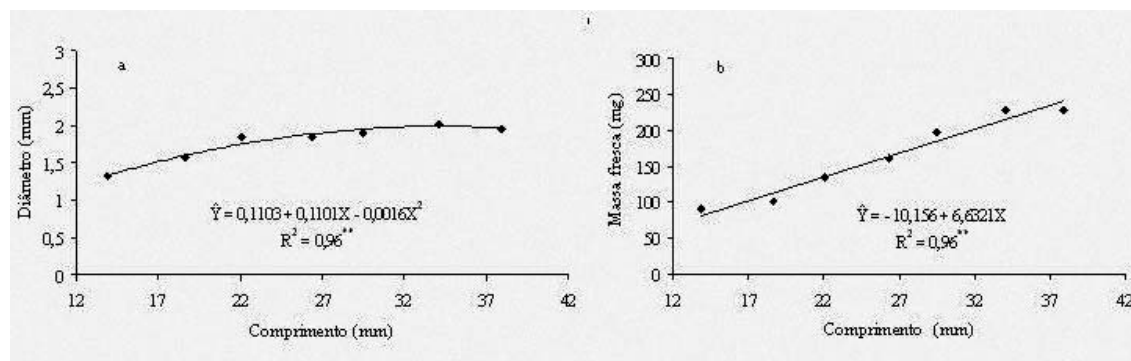 a
Diâmetro (mm)
3
2,5
2
1,5
1
0,5
0
Ŷ = 0,1103 + 0,1101X - 0,0016X²
R² = 0,96**
12 17 22 27 32 37 42
Comprimento (mm)
b
Massa fresca (mg)
300
250
200
150
100
50
0
Ŷ = - 10,156 + 6,6321X
R² = 0,96**
12 17 22 27 32 37 42
Comprimento (mm)